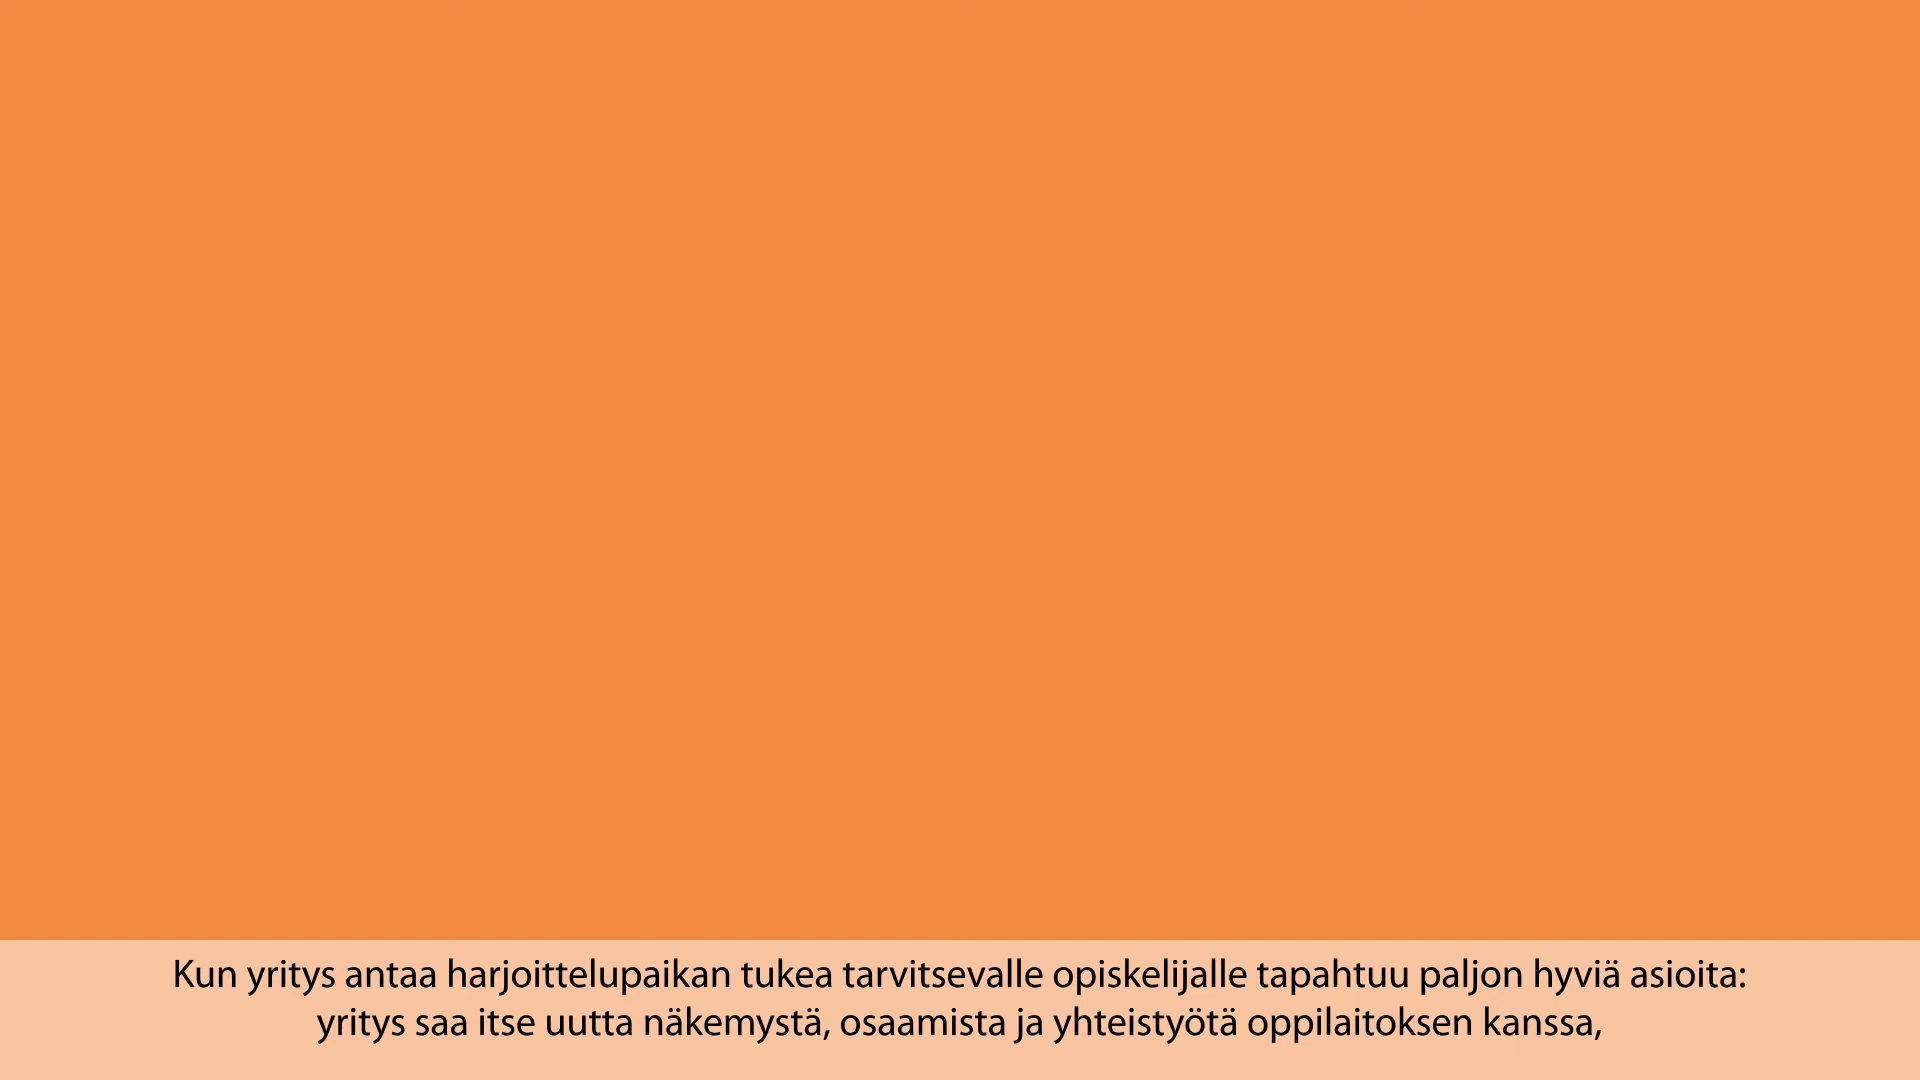 Kun yritys antaa harjoittelupaikan tukea tarvitsevalle opiskelijalle tapahtuu paljon hyviä asioita:
yritys saa itse uutta näkemystä, osaamista ja yhteistyötä oppilaitoksen kanssa,